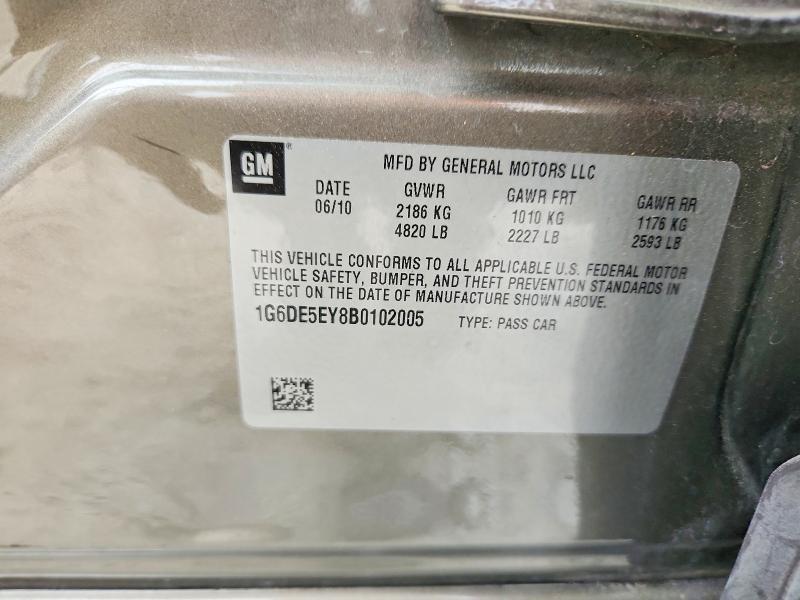 GM®
MFD BY GENERAL MOTORS LLC
DATE GVWR GAWR FRT GAWR RR
06/10 2186 KG 1010 KG 1176 KG
4820 LB 2227 LB 2593 LB
THIS VEHICLE CONFORMS TO ALL APPLICABLE U.S. FEDERAL MOTOR
VEHICLE SAFETY, BUMPER, AND THEFT PREVENTION STANDARDS IN
EFFECT ON THE DATE OF MANUFACTURE SHOWN ABOVE.
1G6DE5EY8B0102005 TYPE: PASS CAR